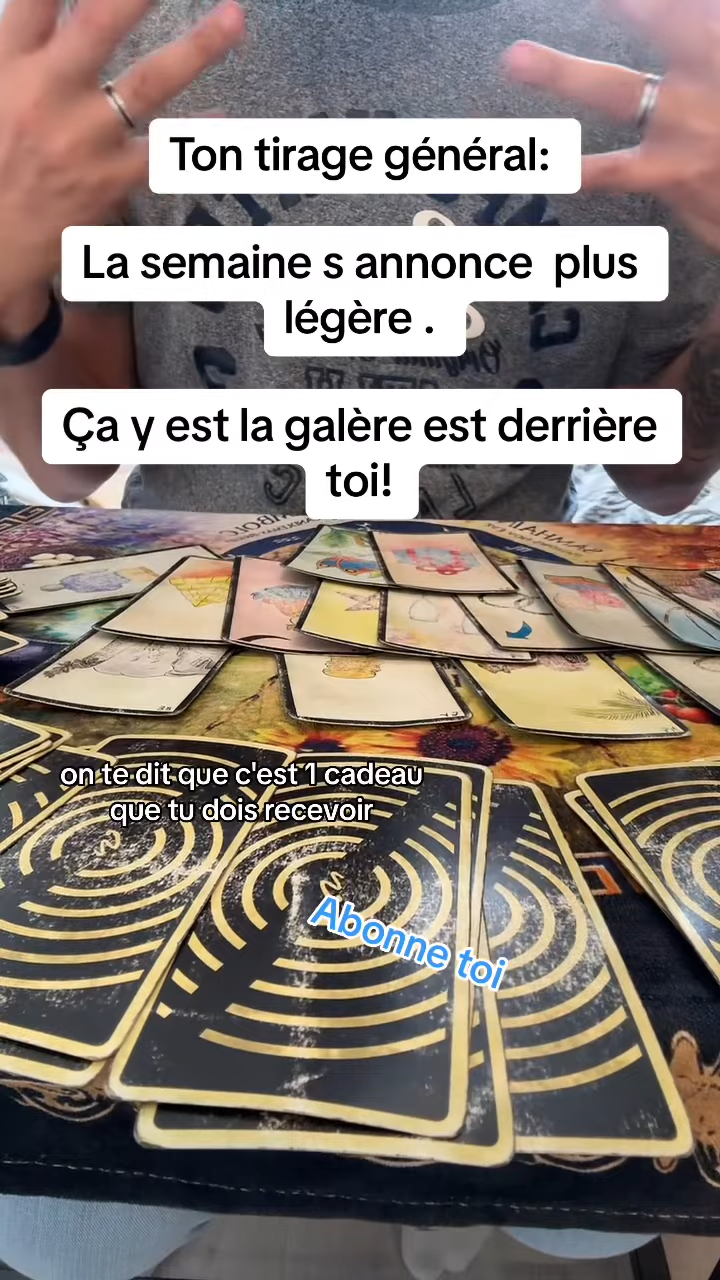 Ton tirage général:
La semaine s annonce  plus
légère .
Ça y est la galère est derrière
toi!
on te dit que c'est 1 cadeau
que tu dois recevoir
Abonne toi